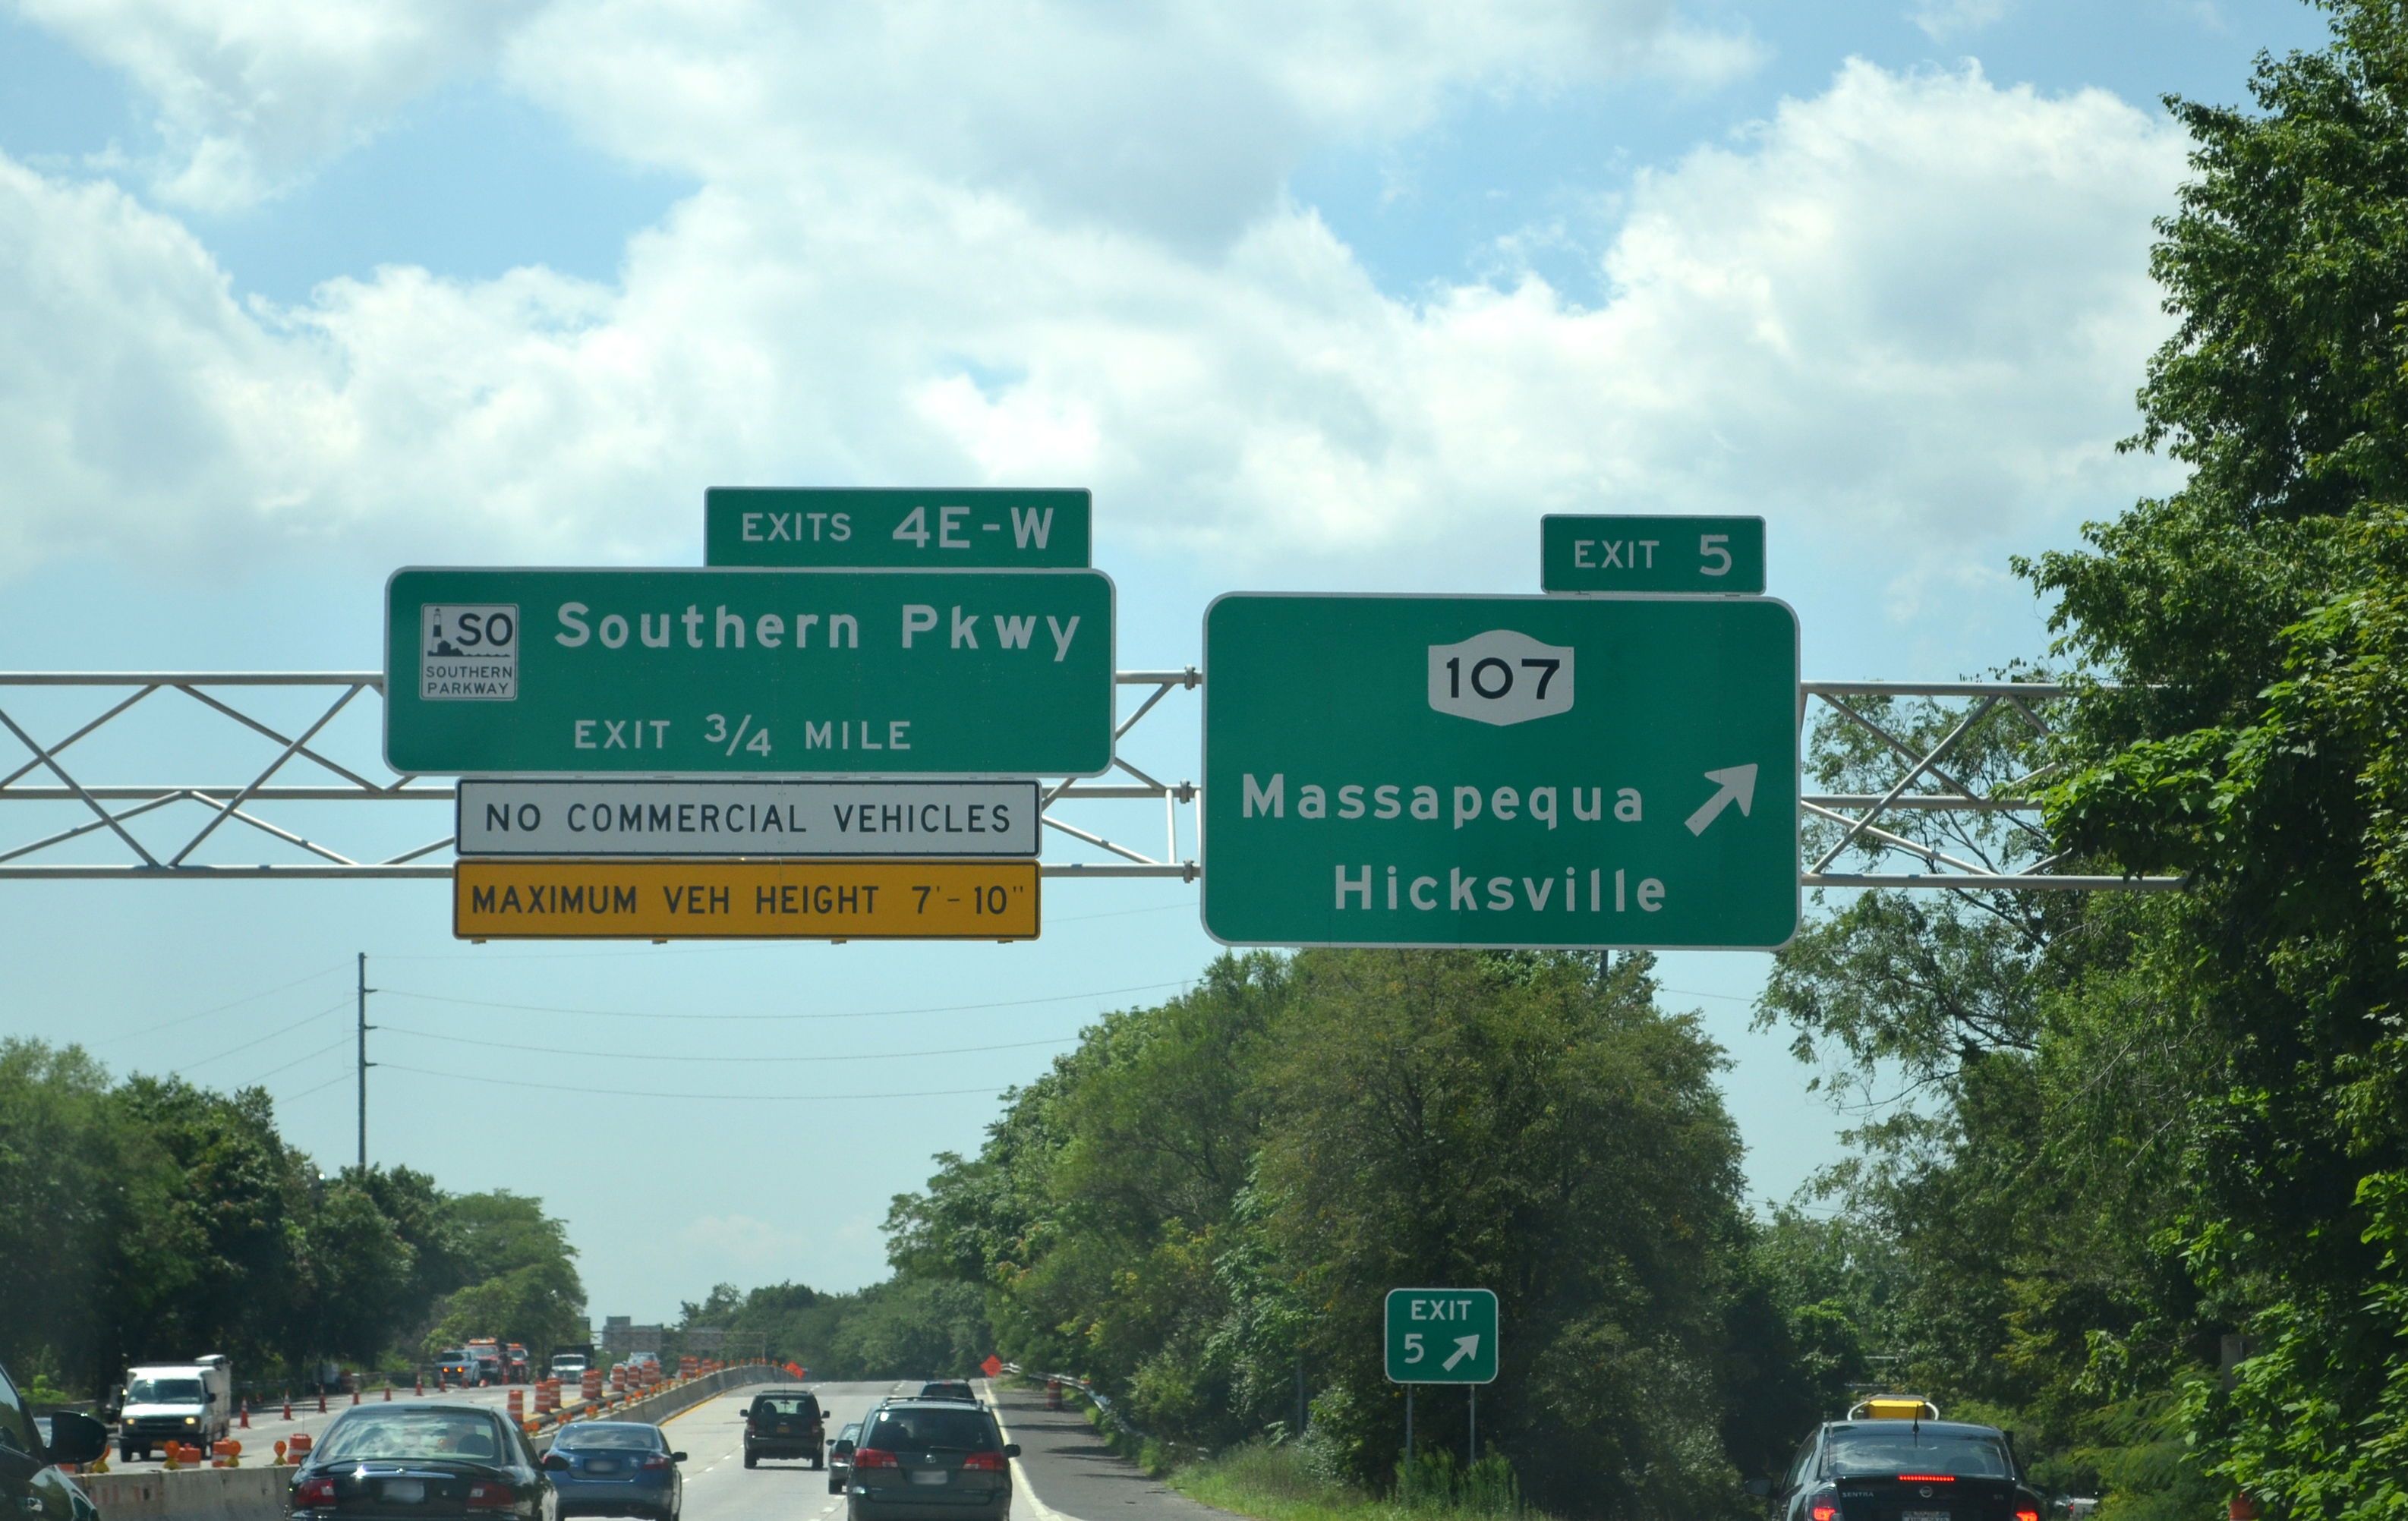 EXITS 4E-W
SO
SOUTHERN
PARKWAY
Southern Pkwy
EXIT 3/4 MILE
NO COMMERCIAL VEHICLES
MAXIMUM VEH HEIGHT 7'-10"
EXIT 5
107
Massapequa
Hicksville
EXIT
5
SENTRA